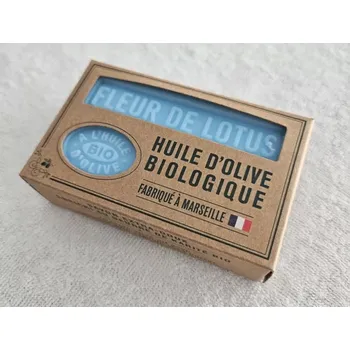 FLEUR DE LOTUS
À L'HUILE
BIO
D'OLIVE
HUILE D'OLIVE
BIOLOGIQUE
FABRIQUÉ À MARSEILLE